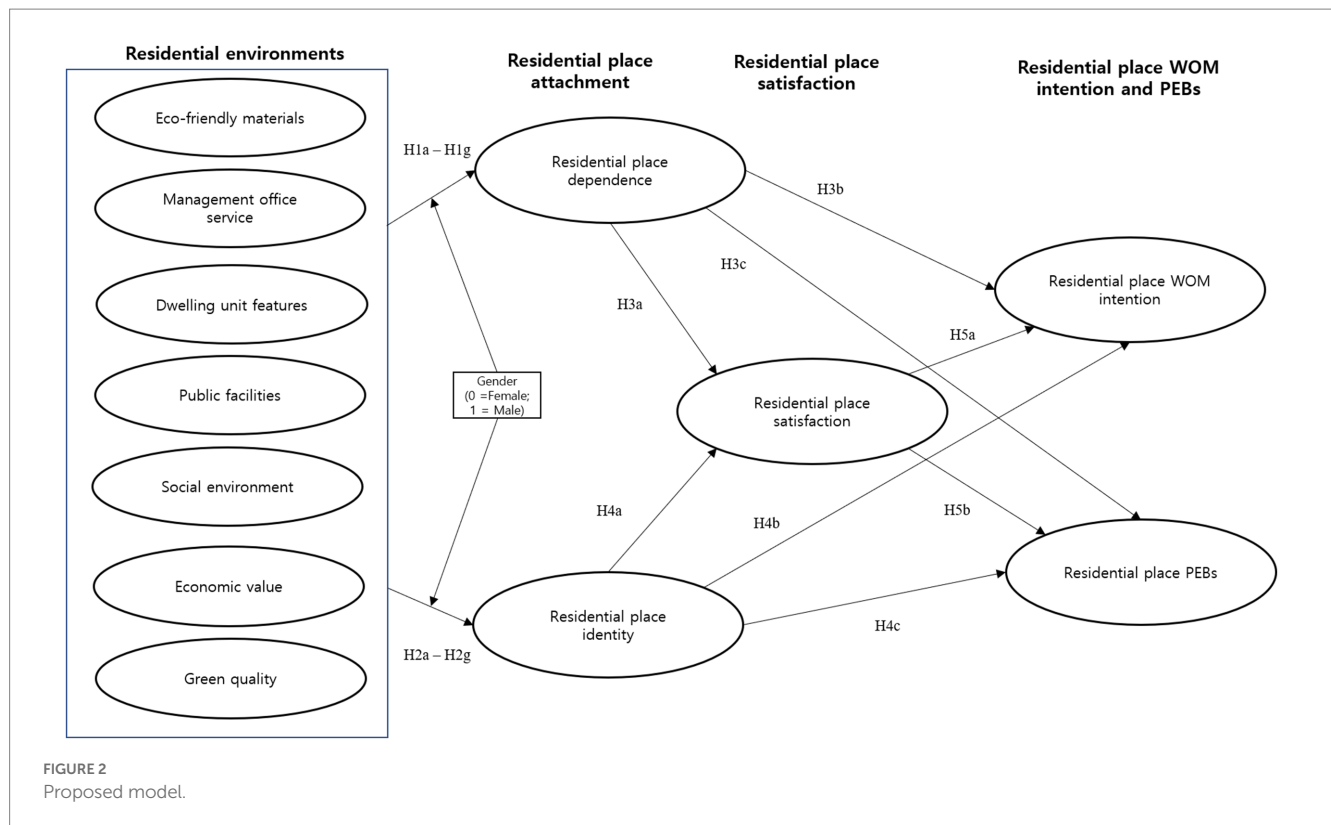 Residential environments
Eco-friendly materials
Management office
service
Dwelling unit features
Public facilities
Social environment
Economic value
Green quality
H1a – H1g
H2a – H2g
Gender
(0 =Female;
1 = Male)
Residential place
attachment
Residential place
dependence
Residential place
identity
H3a
H3b
H3c
H4a
H4b
H4c
Residential place
satisfaction
Residential place
satisfaction
H5a
H5b
Residential place WOM
intention and PEBs
Residential place WOM
intention
Residential place PEBs
FIGURE 2
Proposed model.